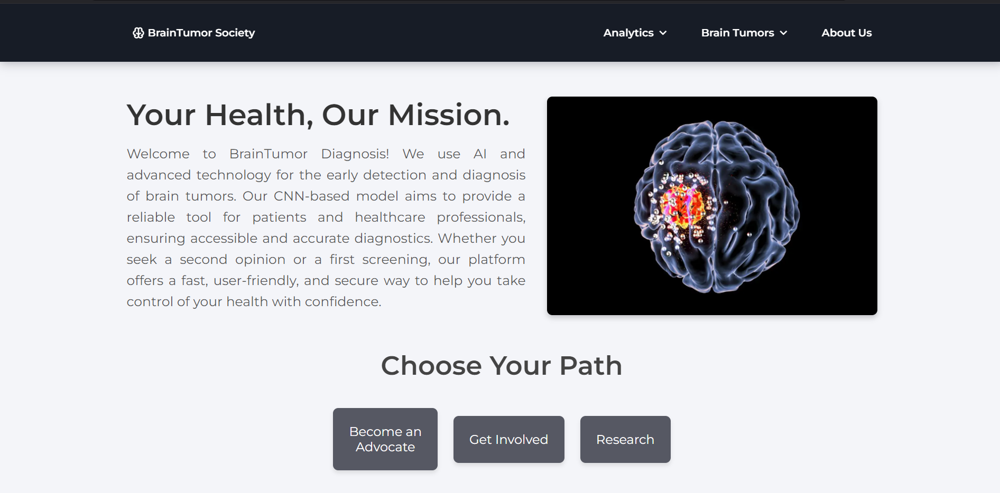 BrainTumor Society
Analytics
Brain Tumors
About Us
Your Health, Our Mission.
Welcome to BrainTumor Diagnosis! We use AI and
advanced technology for the early detection and diagnosis
of brain tumors. Our CNN-based model aims to provide a
reliable tool for patients and healthcare professionals,
ensuring accessible and accurate diagnostics. Whether you
seek a second opinion or a first screening, our platform
offers a fast, user-friendly, and secure way to help you take
control of your health with confidence.
Choose Your Path
Become an
Advocate
Get Involved
Research